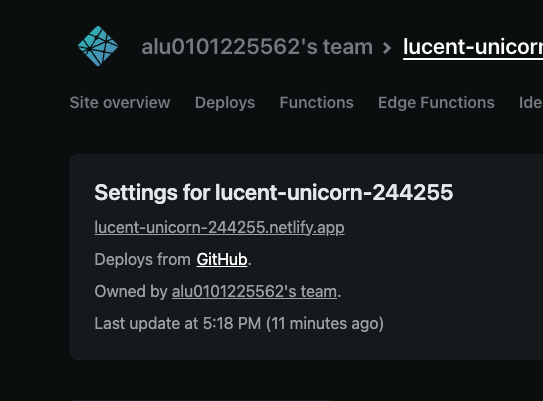 alu0101225562's team > lucent-unicorn
Site overview Deploys Functions Edge Functions Ide
Settings for lucent-unicorn-244255
lucent-unicorn-244255.netlify.app
Deploys from GitHub.
Owned by alu0101225562's team.
Last update at 5:18 PM (11 minutes ago)